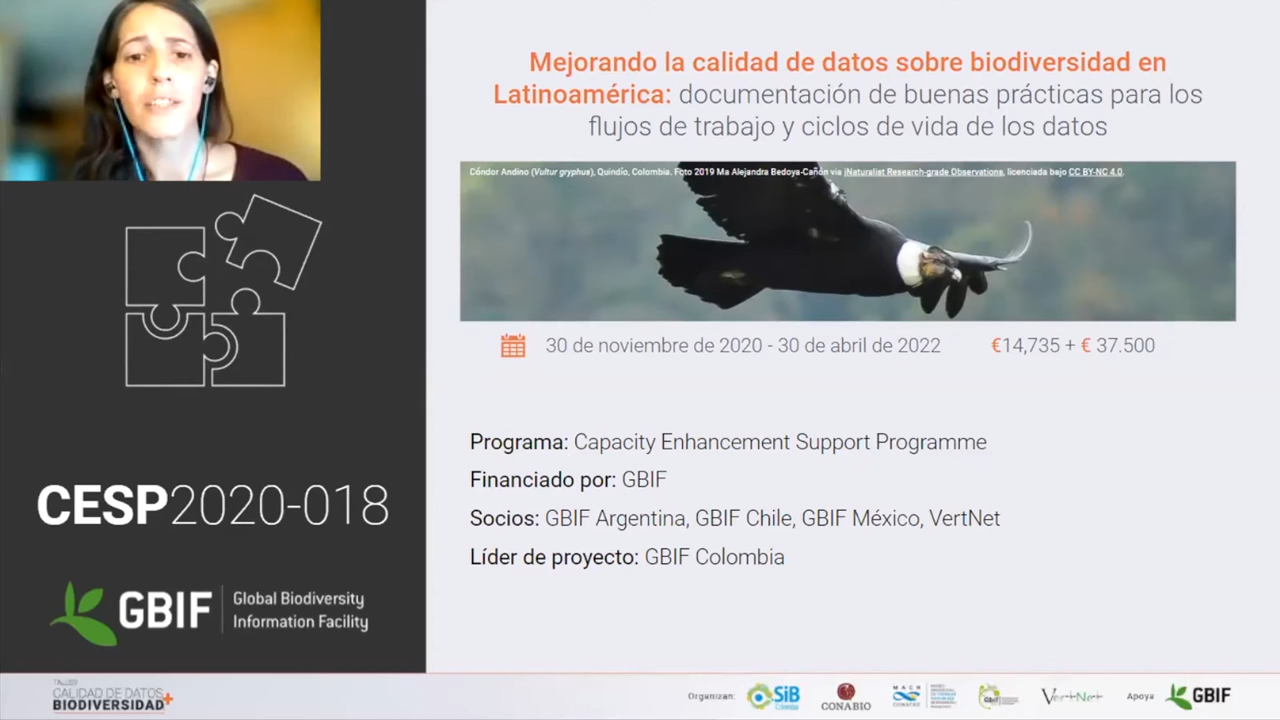 Mejorando la calidad de datos sobre biodiversidad en
Latinoamérica: documentación de buenas prácticas para los
flujos de trabajo y ciclos de vida de los datos
Cóndor Andino (Vultur gryphus), Quindío, Colombia. Foto 2019 Ma Alejandra Bedoya-Cañón via iNaturalist Research-grade Observations, licenciada bajo CC BY-NC 4.0.
30 de noviembre de 2020 - 30 de abril de 2022 €14,735 + € 37.500
Programa: Capacity Enhancement Support Programme
Financiado por: GBIF
Socios: GBIF Argentina, GBIF Chile, GBIF México, VertNet
Líder de proyecto: GBIF Colombia
CESP2020-018
GBIF
Global Biodiversity
Information Facility
TALLER
CALIDAD DE DATOS
BIODIVERSIDAD+
Organizan:
SiB
Colombia
CONABIO
MACN
CONICET
VertNet
Apoya
GBIF